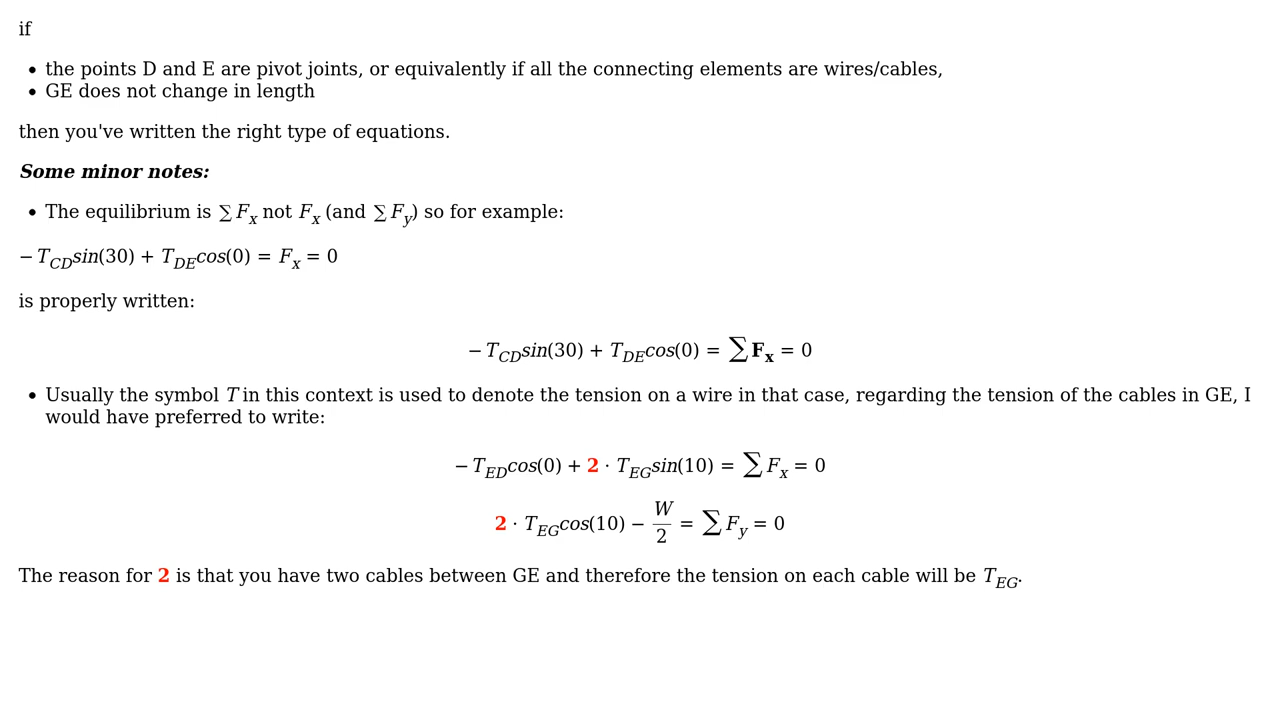 if
• the points D and E are pivot joints, or equivalently if all the connecting elements are wires/cables,
• GE does not change in length
then you've written the right type of equations.
Some minor notes:
• The equilibrium is ∑ F_x not F_x (and ∑ F_y) so for example:
− T_CD sin(30) + T_DE cos(0) = F_x = 0
is properly written:
− T_CD sin(30) + T_DE cos(0) = ∑ F_x = 0
• Usually the symbol T in this context is used to denote the tension on a wire in that case, regarding the tension of the cables in GE, I
would have preferred to write:
− T_ED cos(0) + 2 · T_EG sin(10) = ∑ F_x = 0
2 · T_EG cos(10) − W/2 = ∑ F_y = 0
The reason for 2 is that you have two cables between GE and therefore the tension on each cable will be T_EG.